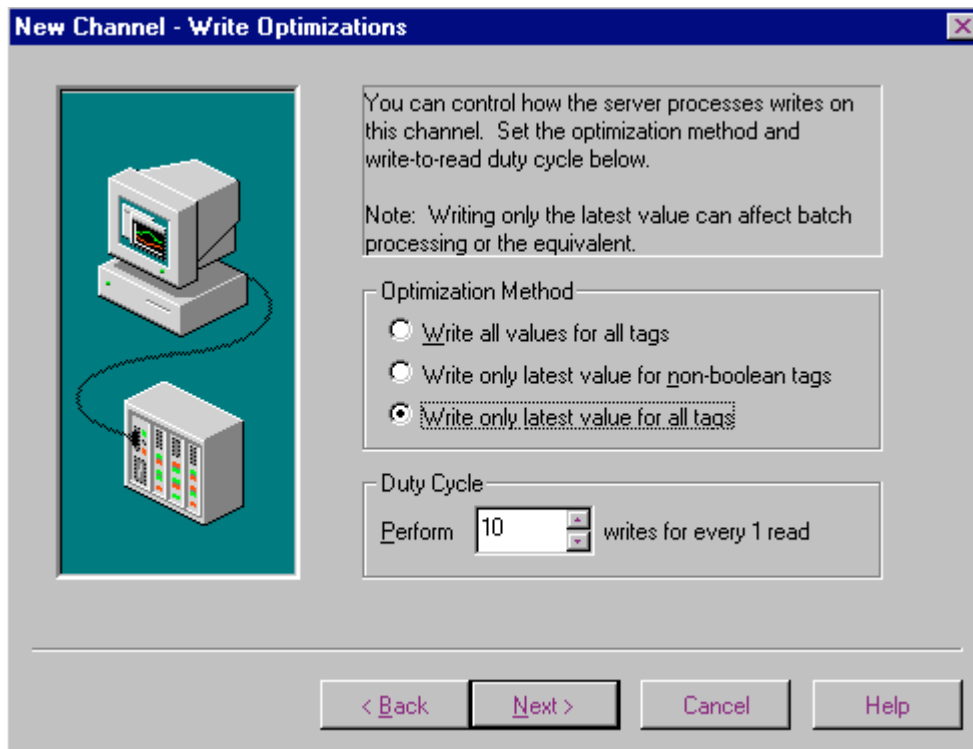 New Channel - Write Optimizations
You can control how the server processes writes on
this channel.  Set the optimization method and
write-to-read duty cycle below.
Note:  Writing only the latest value can affect batch
processing or the equivalent.
Optimization Method
Write all values for all tags
Write only latest value for non-boolean tags
Write only latest value for all tags
Duty Cycle
Perform 10 writes for every 1 read
< Back Next > Cancel Help